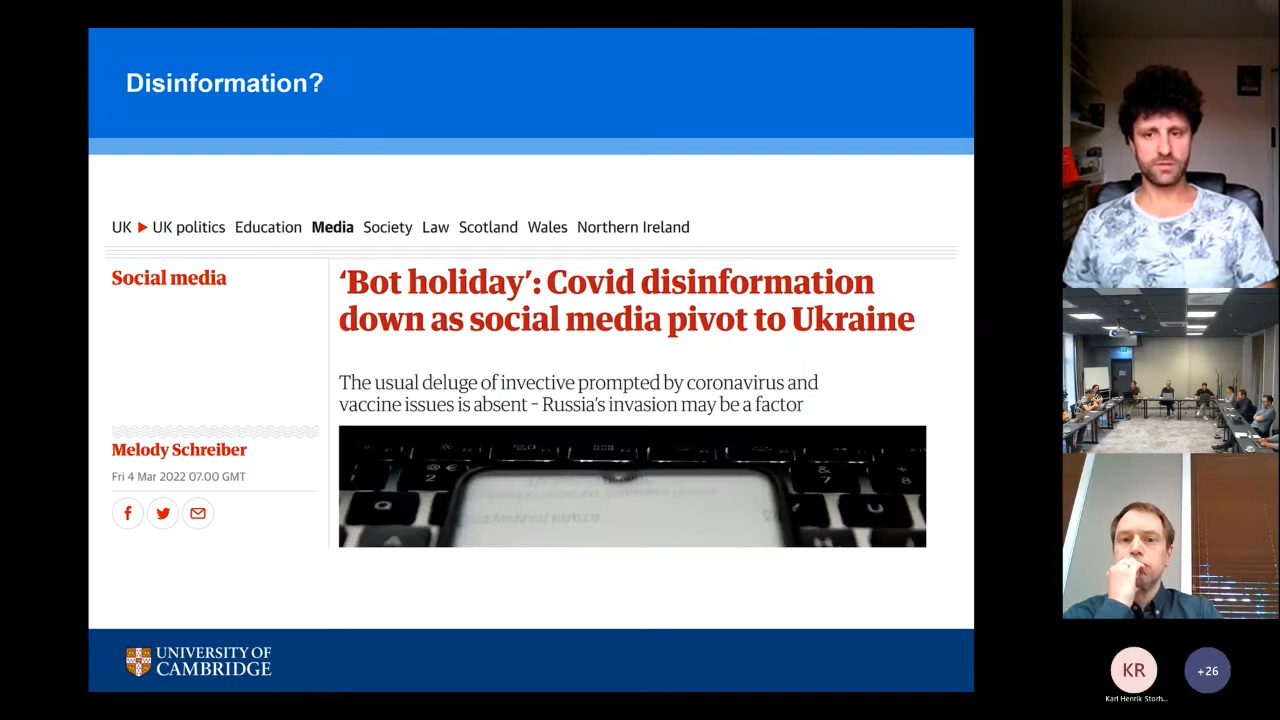 Disinformation?
UK ▶ UK politics Education Media Society Law Scotland Wales Northern Ireland
Social media
‘Bot holiday’: Covid disinformation
down as social media pivot to Ukraine
The usual deluge of invective prompted by coronavirus and
vaccine issues is absent – Russia’s invasion may be a factor
Melody Schreiber
Fri 4 Mar 2022 07.00 GMT
UNIVERSITY OF
CAMBRIDGE
KR
+26
Karl Henrik Storh...